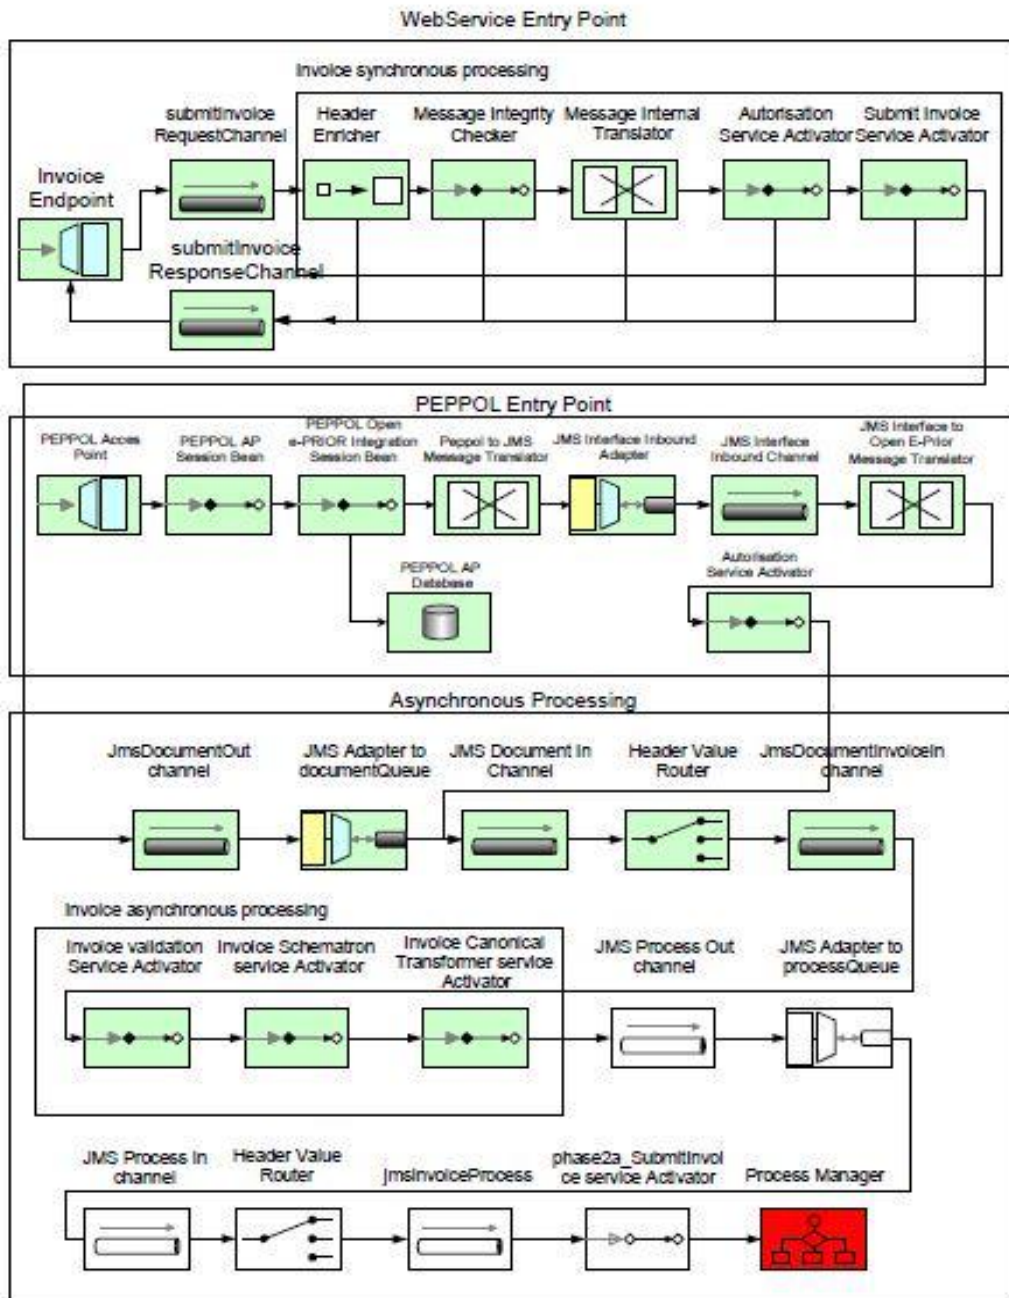 WebService Entry Point
Invoice synchronous processing
submitInvoice
RequestChannel
Header
Enricher
Message Integrity
Checker
Message Internal
Translator
Autorisation
Service Activator
Submit Invoice
Service Activator
Invoice
Endpoint
submitInvoice
ResponseChannel
PEPPOL Entry Point
PEPPOL Acces
Point
PEPPOL AP
Session Bean
PEPPOL Open
e-PRIOR Integration
Session Bean
Peppol to JMS
Message Translator
JMS Interface Inbound
Adapter
JMS Interface
Inbound Channel
JMS Interface to
Open E-Prior
Message Translator
PEPPOL AP
Database
Autorisation
Service Activator
Asynchronous Processing
JmsDocumentOut
channel
JMS Adapter to
documentQueue
JMS Document In
Channel
Header Value
Router
JmsDocumentInvoiceIn
channel
Invoice asynchronous processing
Invoice validation
Service Activator
Invoice Schematron
service Activator
Invoice Canonical
Transformer service
Activator
JMS Process Out
channel
JMS Adapter to
processQueue
JMS Process In
channel
Header Value
Router
jmsInvoiceProcess
phase2a_SubmitInvoi
ce service Activator
Process Manager